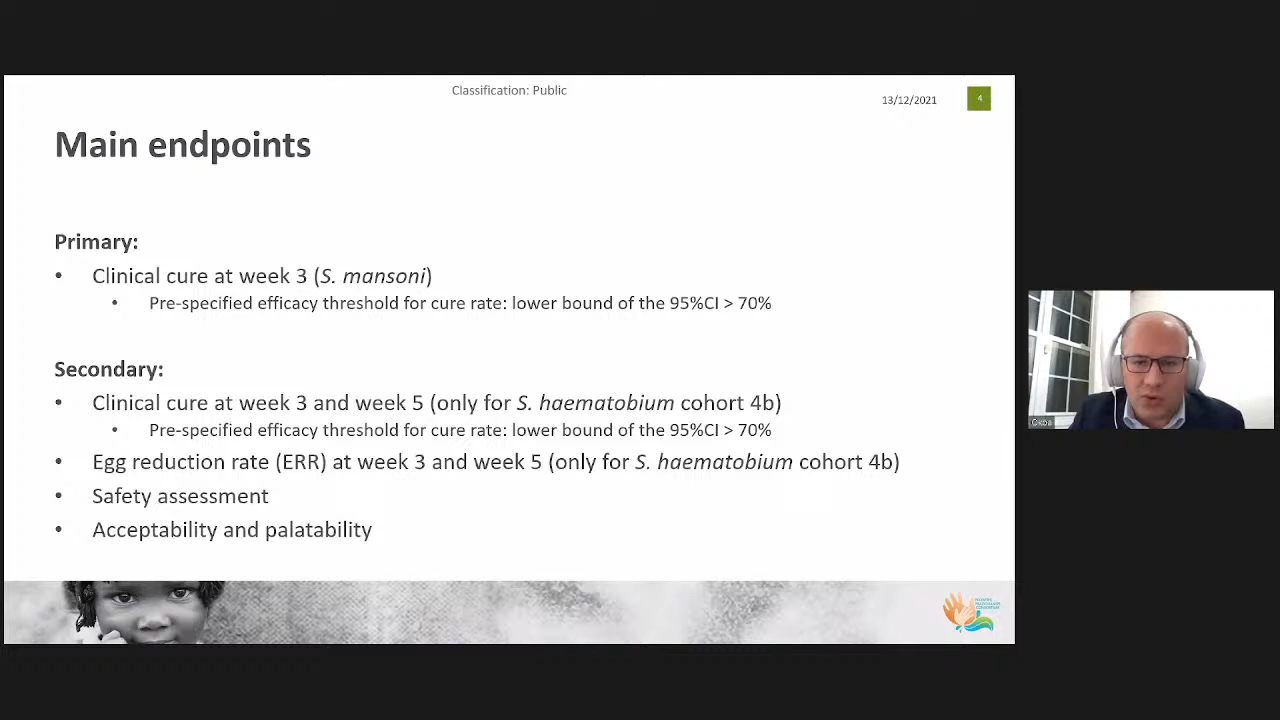 Classification: Public
13/12/2021
4
Main endpoints
Primary:
• Clinical cure at week 3 (S. mansoni)
• Pre-specified efficacy threshold for cure rate: lower bound of the 95%CI > 70%
Secondary:
• Clinical cure at week 3 and week 5 (only for S. haematobium cohort 4b)
• Pre-specified efficacy threshold for cure rate: lower bound of the 95%CI > 70%
• Egg reduction rate (ERR) at week 3 and week 5 (only for S. haematobium cohort 4b)
• Safety assessment
• Acceptability and palatability
PEDIATRIC
PRAZIQUANTEL
CONSORTIUM